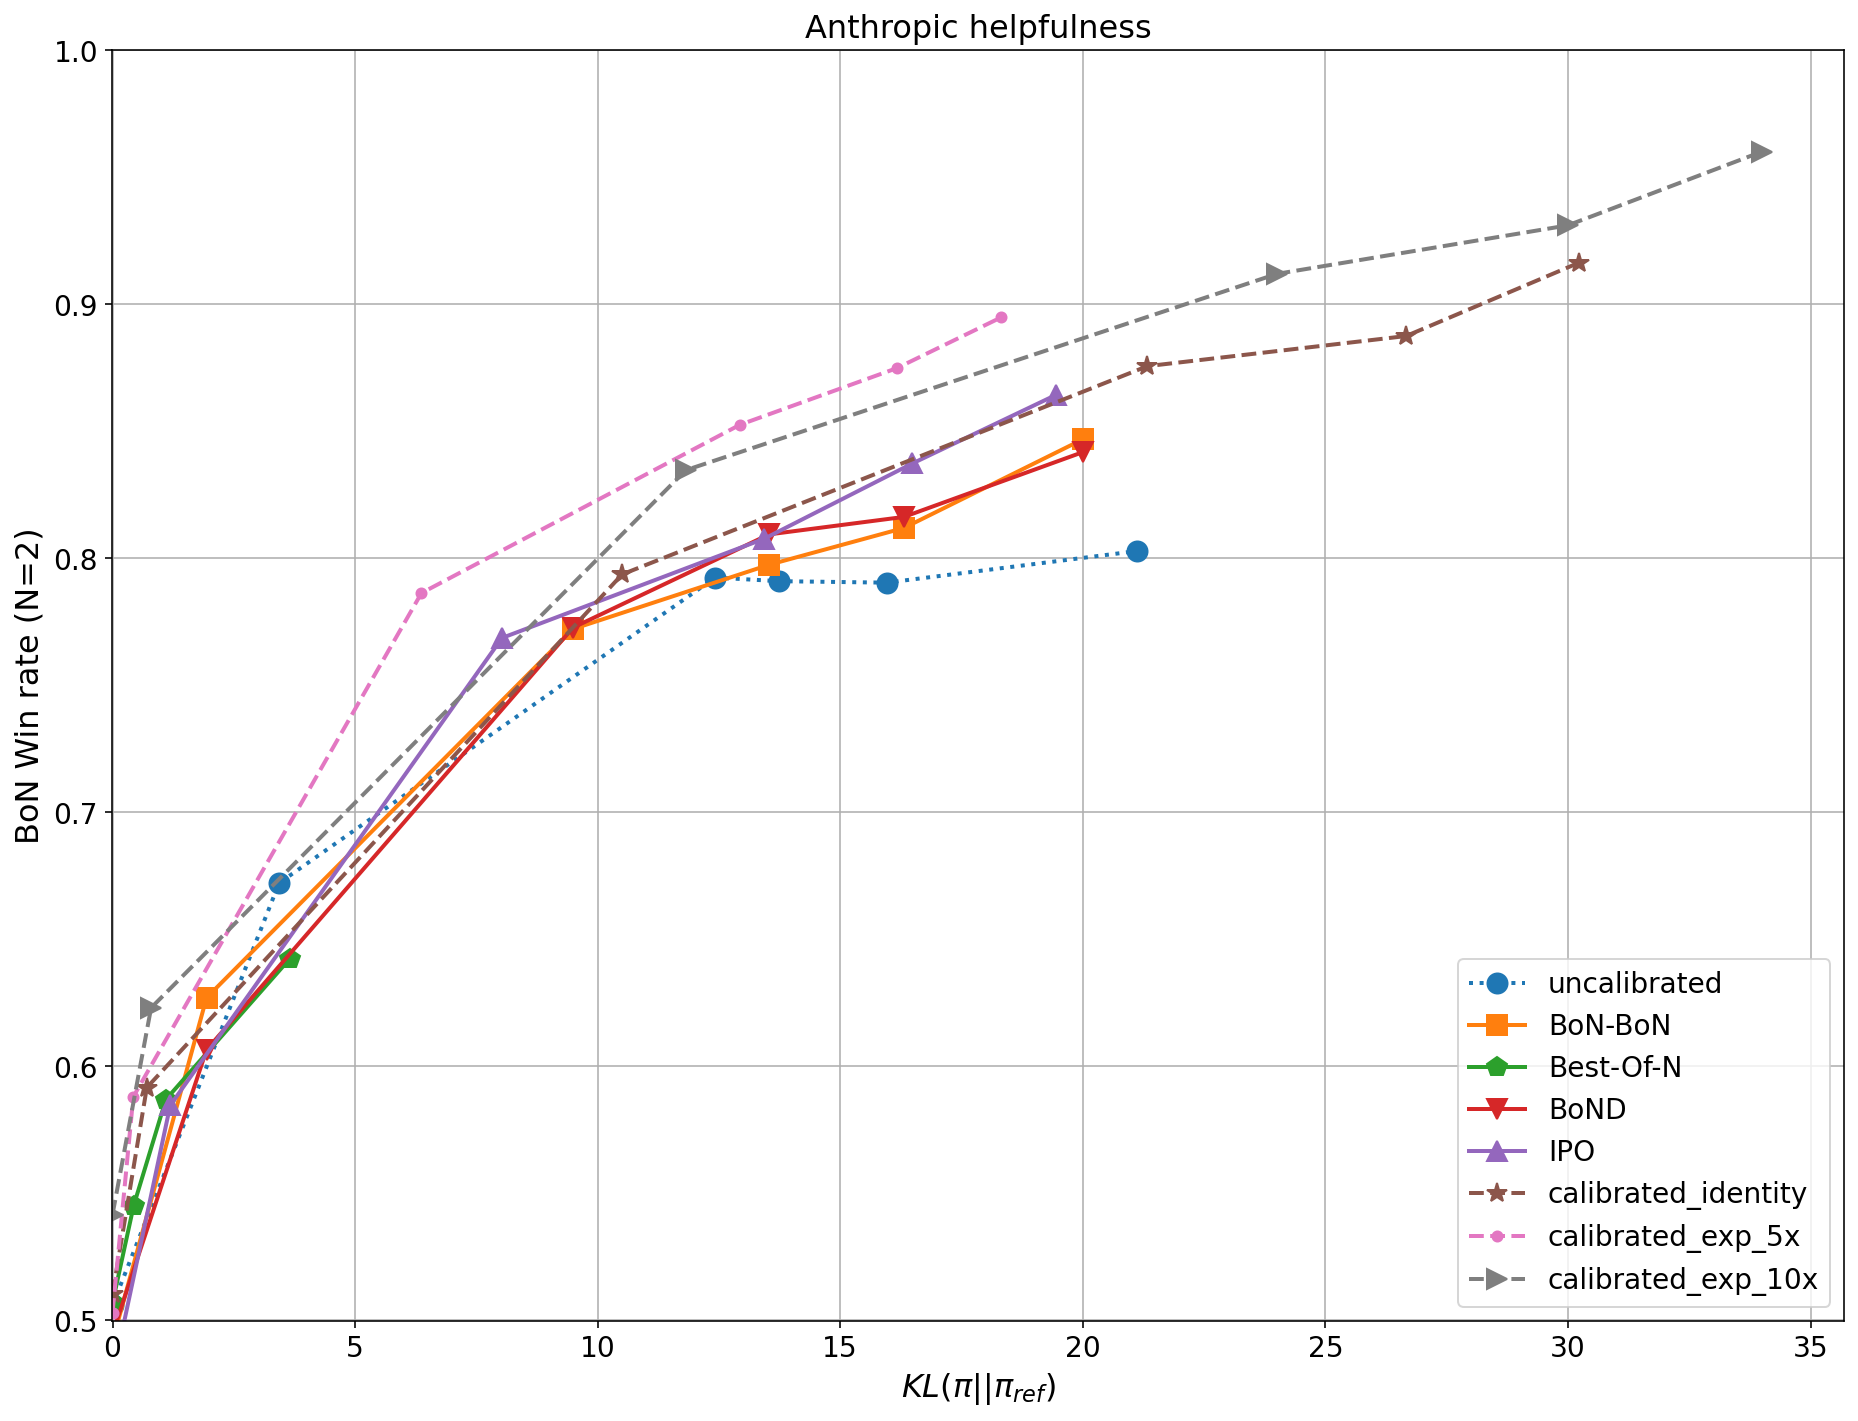 Anthropic helpfulness
1.0
0.9
0.8
0.7
0.6
0.5
BoN Win rate (N=2)
uncalibrated
BoN-BoN
Best-Of-N
BoND
IPO
calibrated_identity
calibrated_exp_5x
calibrated_exp_10x
0 5 10 15 20 25 30 35
KL(π||π_ref)